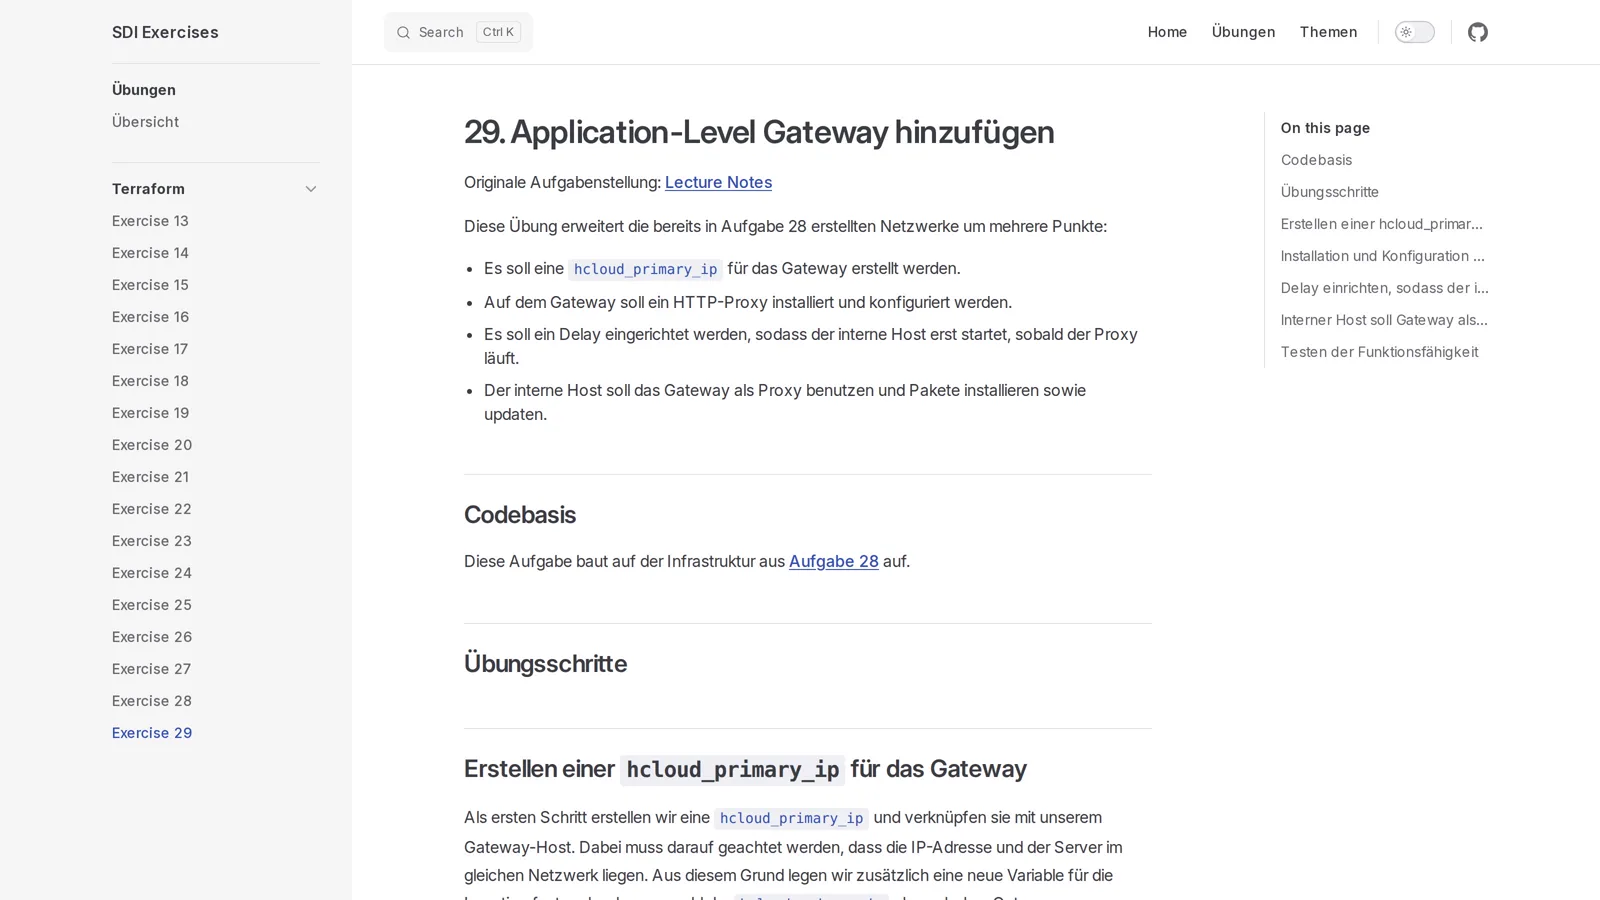 SDI Exercises
Search Ctrl K
Home Übungen Themen
Übungen
Übersicht
Terraform
Exercise 13
Exercise 14
Exercise 15
Exercise 16
Exercise 17
Exercise 18
Exercise 19
Exercise 20
Exercise 21
Exercise 22
Exercise 23
Exercise 24
Exercise 25
Exercise 26
Exercise 27
Exercise 28
Exercise 29
29. Application-Level Gateway hinzufügen
Originale Aufgabenstellung: Lecture Notes
Diese Übung erweitert die bereits in Aufgabe 28 erstellten Netzwerke um mehrere Punkte:
• Es soll eine hcloud_primary_ip für das Gateway erstellt werden.
• Auf dem Gateway soll ein HTTP-Proxy installiert und konfiguriert werden.
• Es soll ein Delay eingerichtet werden, sodass der interne Host erst startet, sobald der Proxy
läuft.
• Der interne Host soll das Gateway als Proxy benutzen und Pakete installieren sowie
updaten.
Codebasis
Diese Aufgabe baut auf der Infrastruktur aus Aufgabe 28 auf.
Übungsschritte
Erstellen einer hcloud_primary_ip für das Gateway
Als ersten Schritt erstellen wir eine hcloud_primary_ip und verknüpfen sie mit unserem
Gateway-Host. Dabei muss darauf geachtet werden, dass die IP-Adresse und der Server im
gleichen Netzwerk liegen. Aus diesem Grund legen wir zusätzlich eine neue Variable für die
On this page
Codebasis
Übungsschritte
Erstellen einer hcloud_primar...
Installation und Konfiguration ...
Delay einrichten, sodass der i...
Interner Host soll Gateway als...
Testen der Funktionsfähigkeit